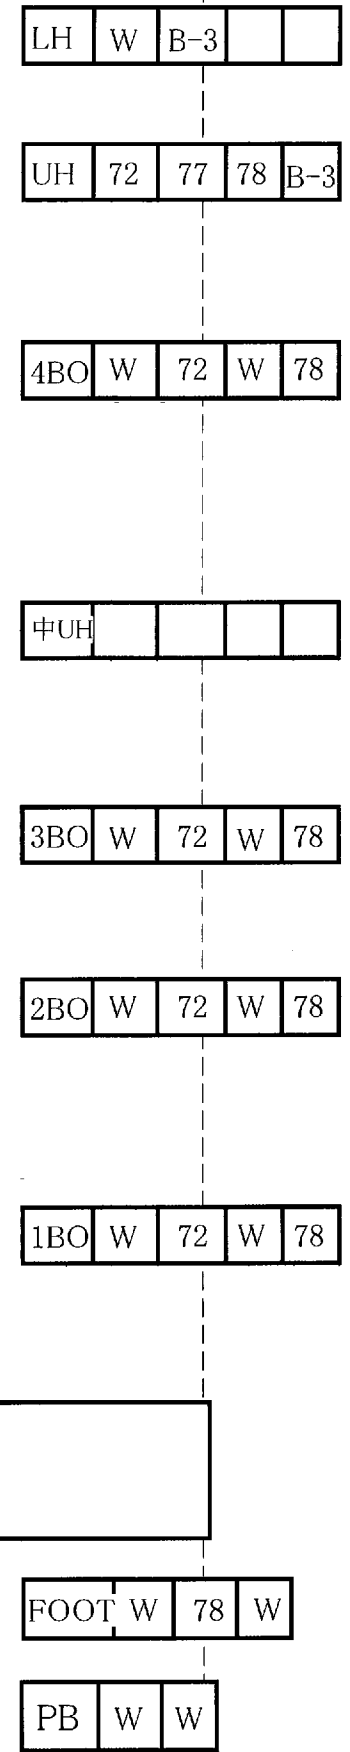 LH W B-3
UH 72 77 78 B-3
4BO W 72 W 78
中UH
3BO W 72 W 78
2BO W 72 W 78
1BO W 72 W 78
FOOT W 78 W
PB W W